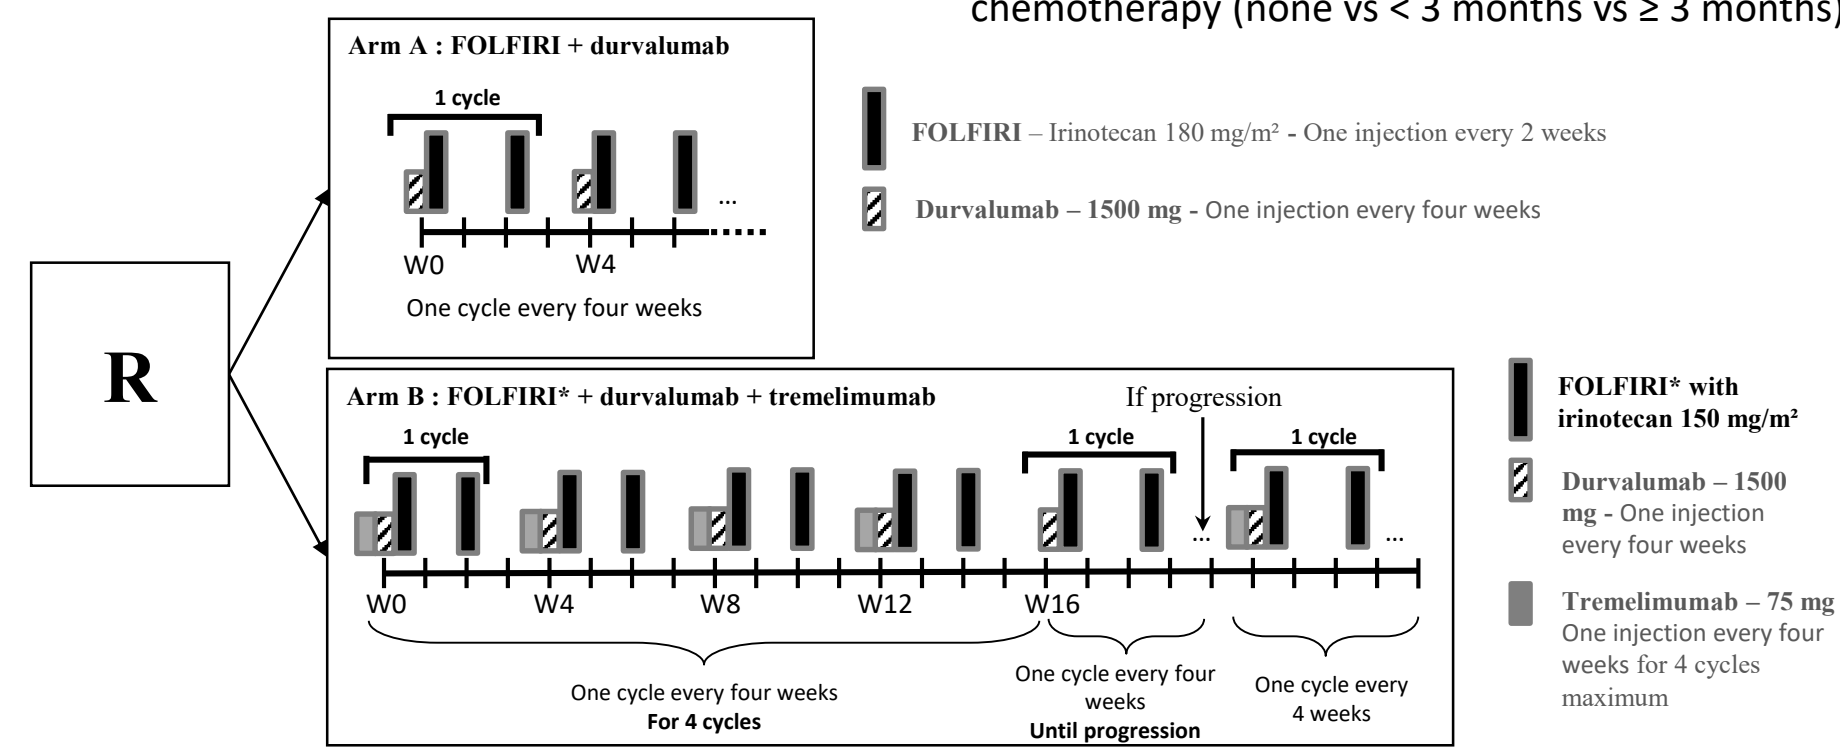 chemotherapy (none vs < 3 months vs ≥ 3 months)
Arm A : FOLFIRI + durvalumab
1 cycle
...
W0
W4
One cycle every four weeks
FOLFIRI – Irinotecan 180 mg/m² - One injection every 2 weeks
Durvalumab – 1500 mg - One injection every four weeks
R
Arm B : FOLFIRI* + durvalumab + tremelimumab
If progression
1 cycle
1 cycle
1 cycle
...
...
W0
W4
W8
W12
W16
One cycle every four weeks
For 4 cycles
One cycle every four
weeks
Until progression
One cycle every
4 weeks
FOLFIRI* with
irinotecan 150 mg/m²
Durvalumab – 1500
mg - One injection
every four weeks
Tremelimumab – 75 mg
One injection every four
weeks for 4 cycles
maximum